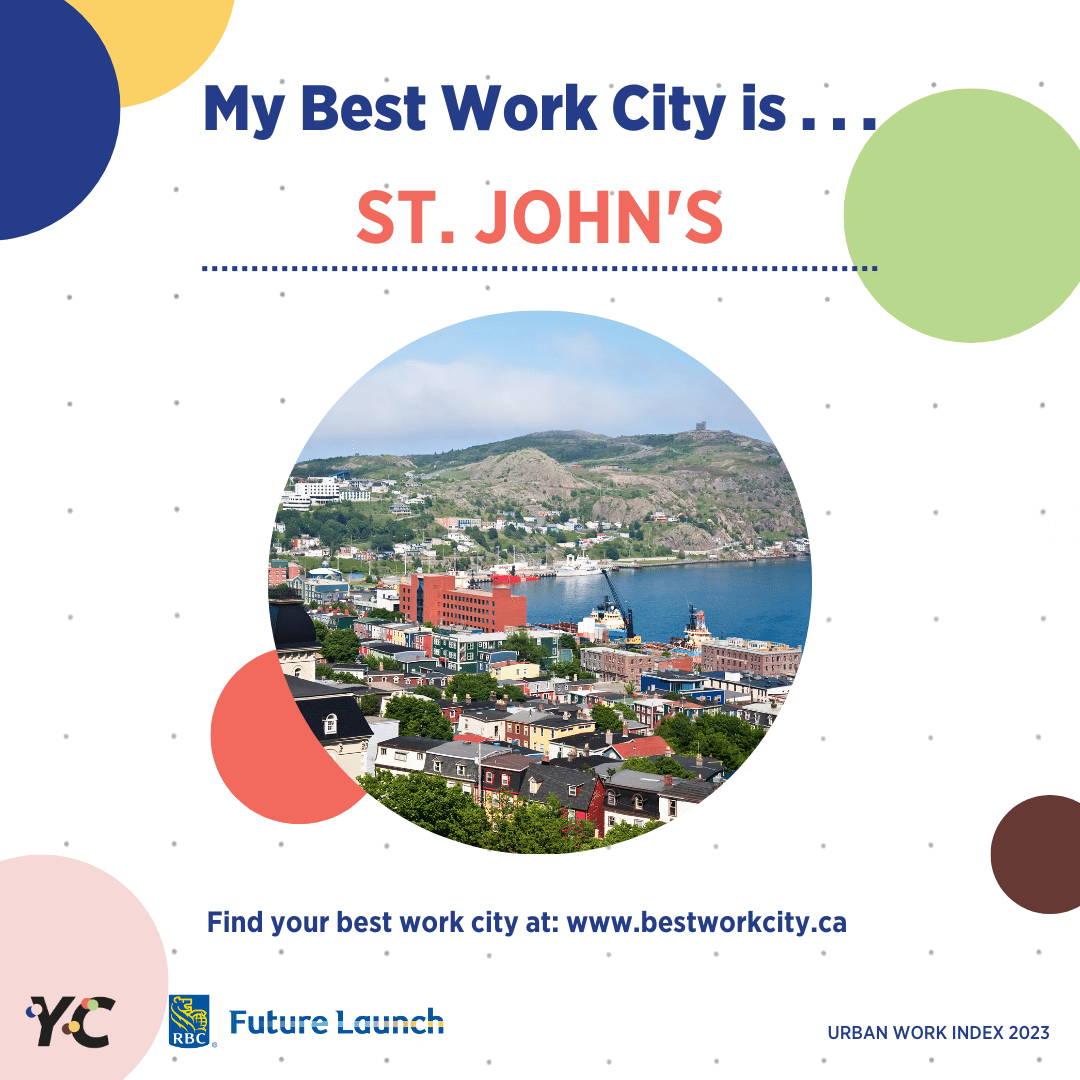 My Best Work City is . . .
ST. JOHN'S
Find your best work city at: www.bestworkcity.ca
YC
RBC
®
Future Launch
URBAN WORK INDEX 2023